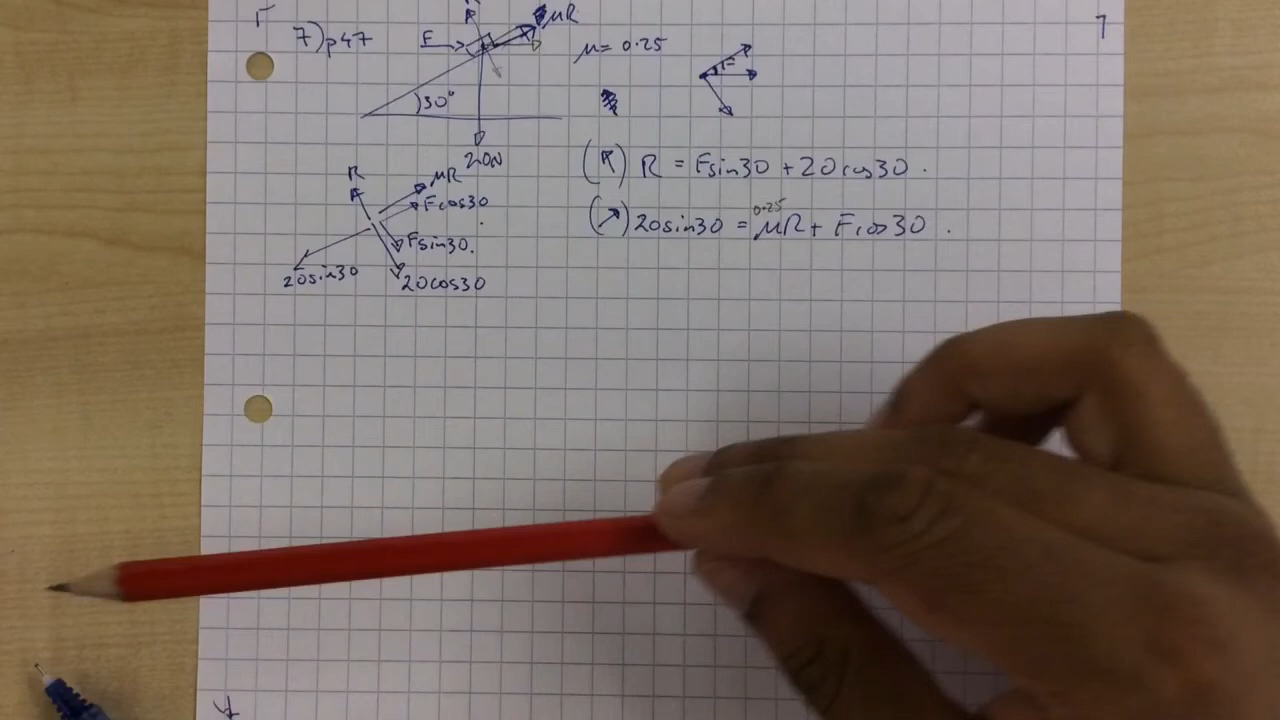 7) p47
R
μR
F
μ = 0.25
30°
20N
F
7
R
μR
Fcos30
Fsin30.
20sin30
20cos30
(↖) R = Fsin30 + 20cos30.
0.25
(↗) 20sin30 = μR + Fcos30.